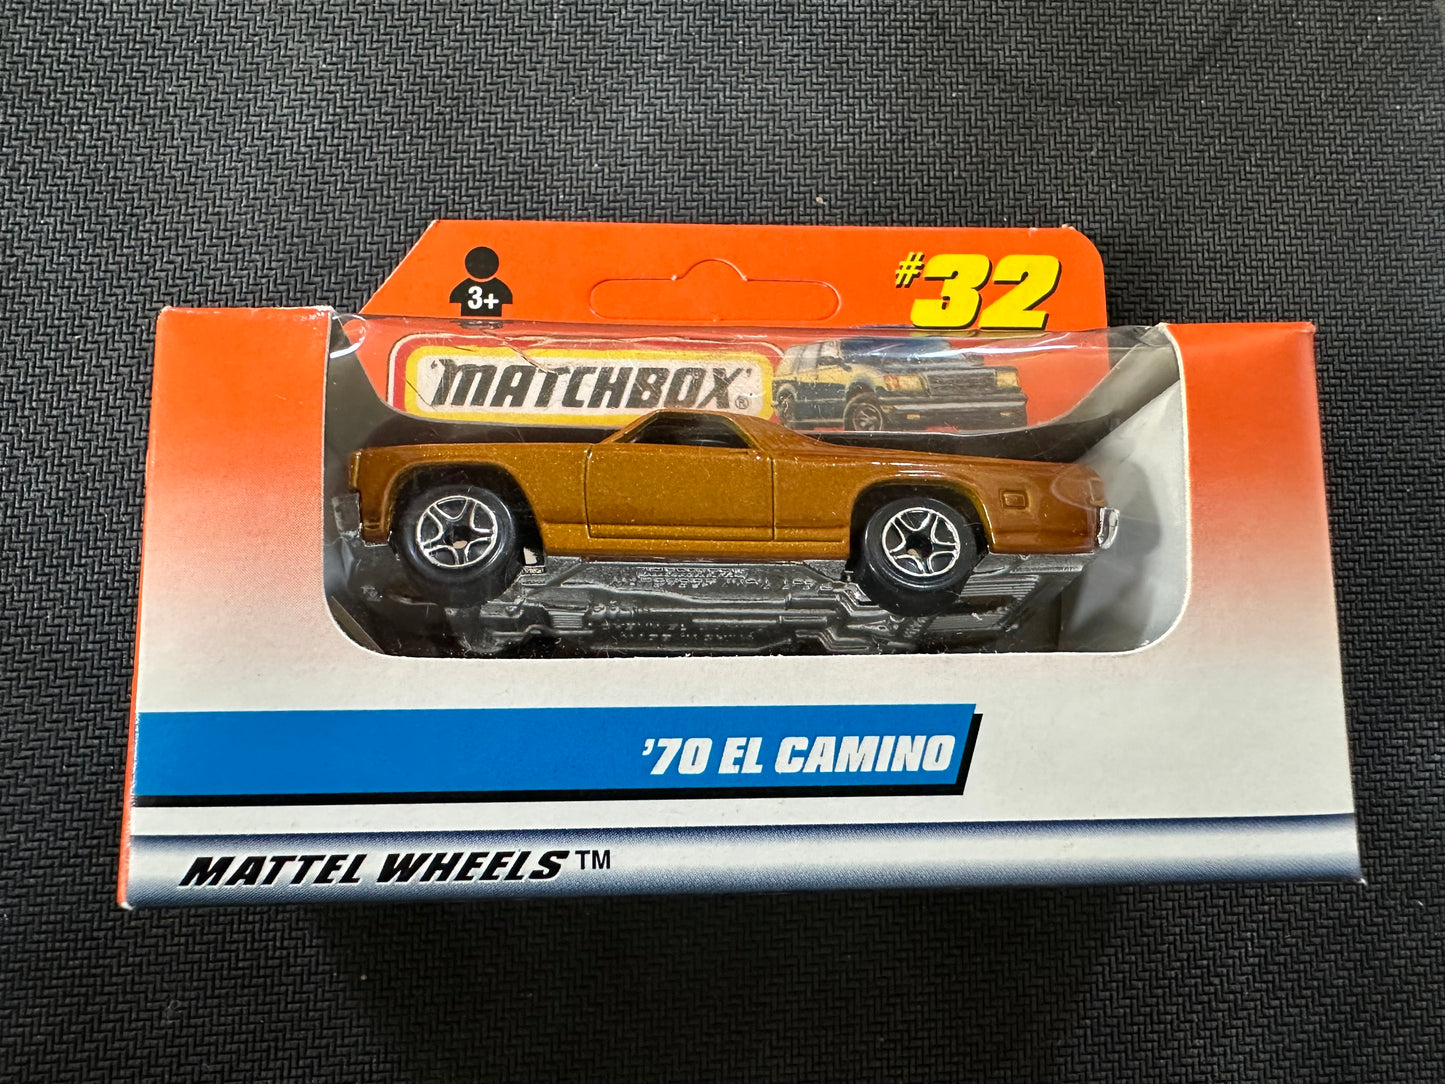 #32
3+
'MATCHBOX'®
'70 EL CAMINO
MATTEL WHEELS™